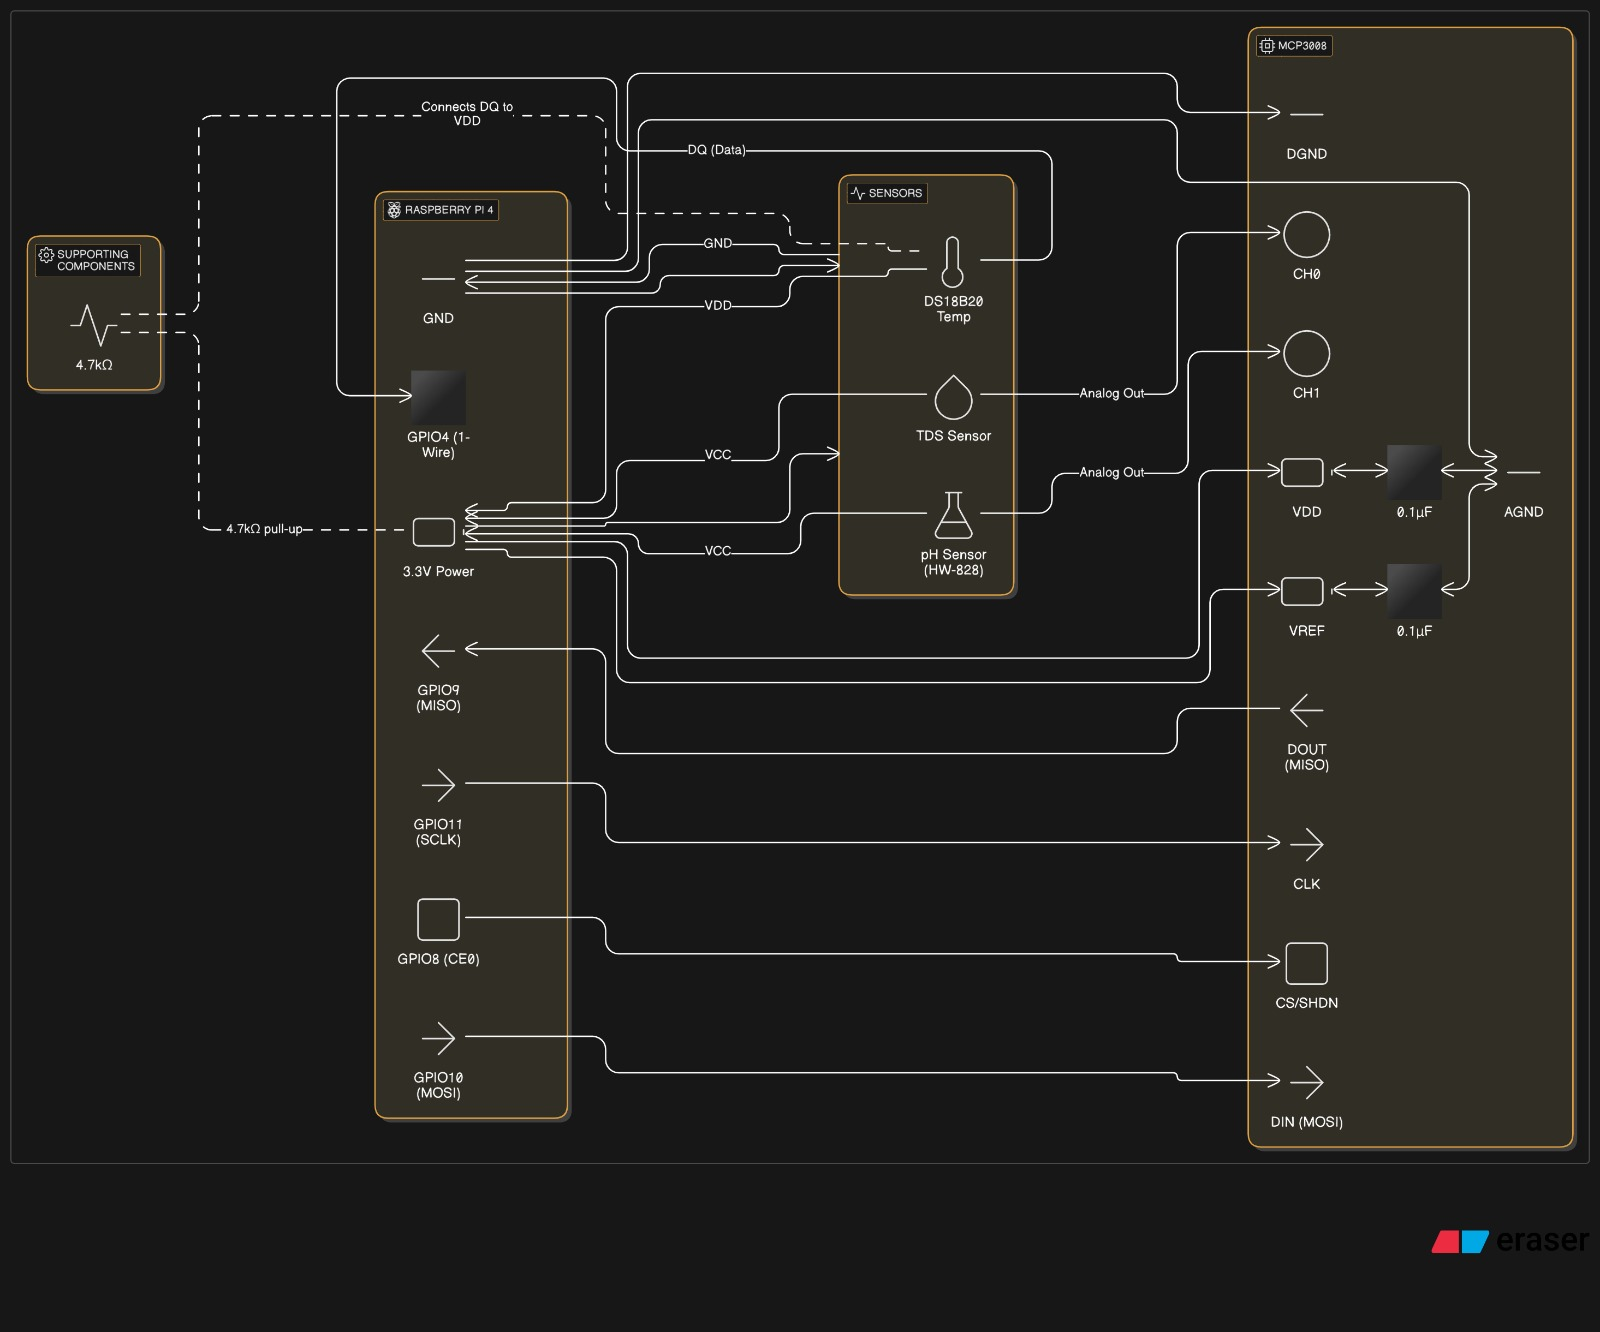 MCP3008
DGND
CH0
CH1
VDD
0.1µF
AGND
VREF
0.1µF
DOUT
(MISO)
CLK
CS/SHDN
DIN (MOSI)
Connects DQ to
VDD
DQ (Data)
SENSORS
DS18B20
Temp
TDS Sensor
pH Sensor
(HW-828)
GND
VDD
VCC
VCC
Analog Out
Analog Out
RASPBERRY PI 4
GND
GPIO4 (1-
Wire)
3.3V Power
GPIO9
(MISO)
GPIO11
(SCLK)
GPIO8 (CE0)
GPIO10
(MOSI)
SUPPORTING
COMPONENTS
4.7kΩ
4.7kΩ pull-up
eraser